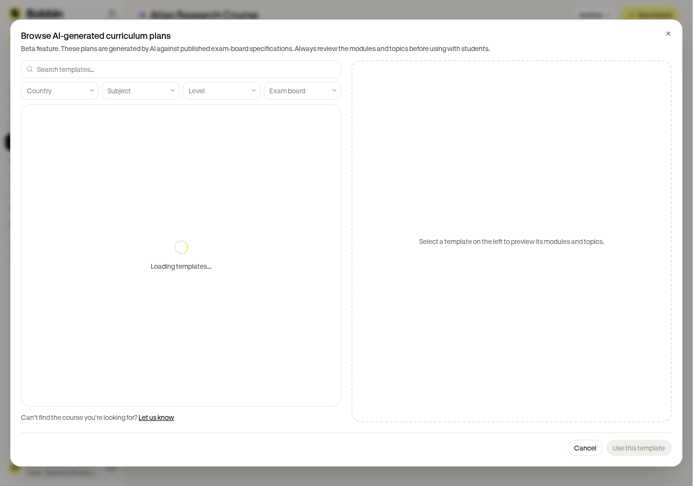 Browse AI-generated curriculum plans
Beta feature. These plans are generated by AI against published exam-board specifications. Always review the modules and topics before using with students.
Search templates...
Country
Subject
Level
Exam board
Select a template on the left to preview its modules and topics.
Loading templates...
Can't find the course you're looking for? Let us know
Cancel
Use this template